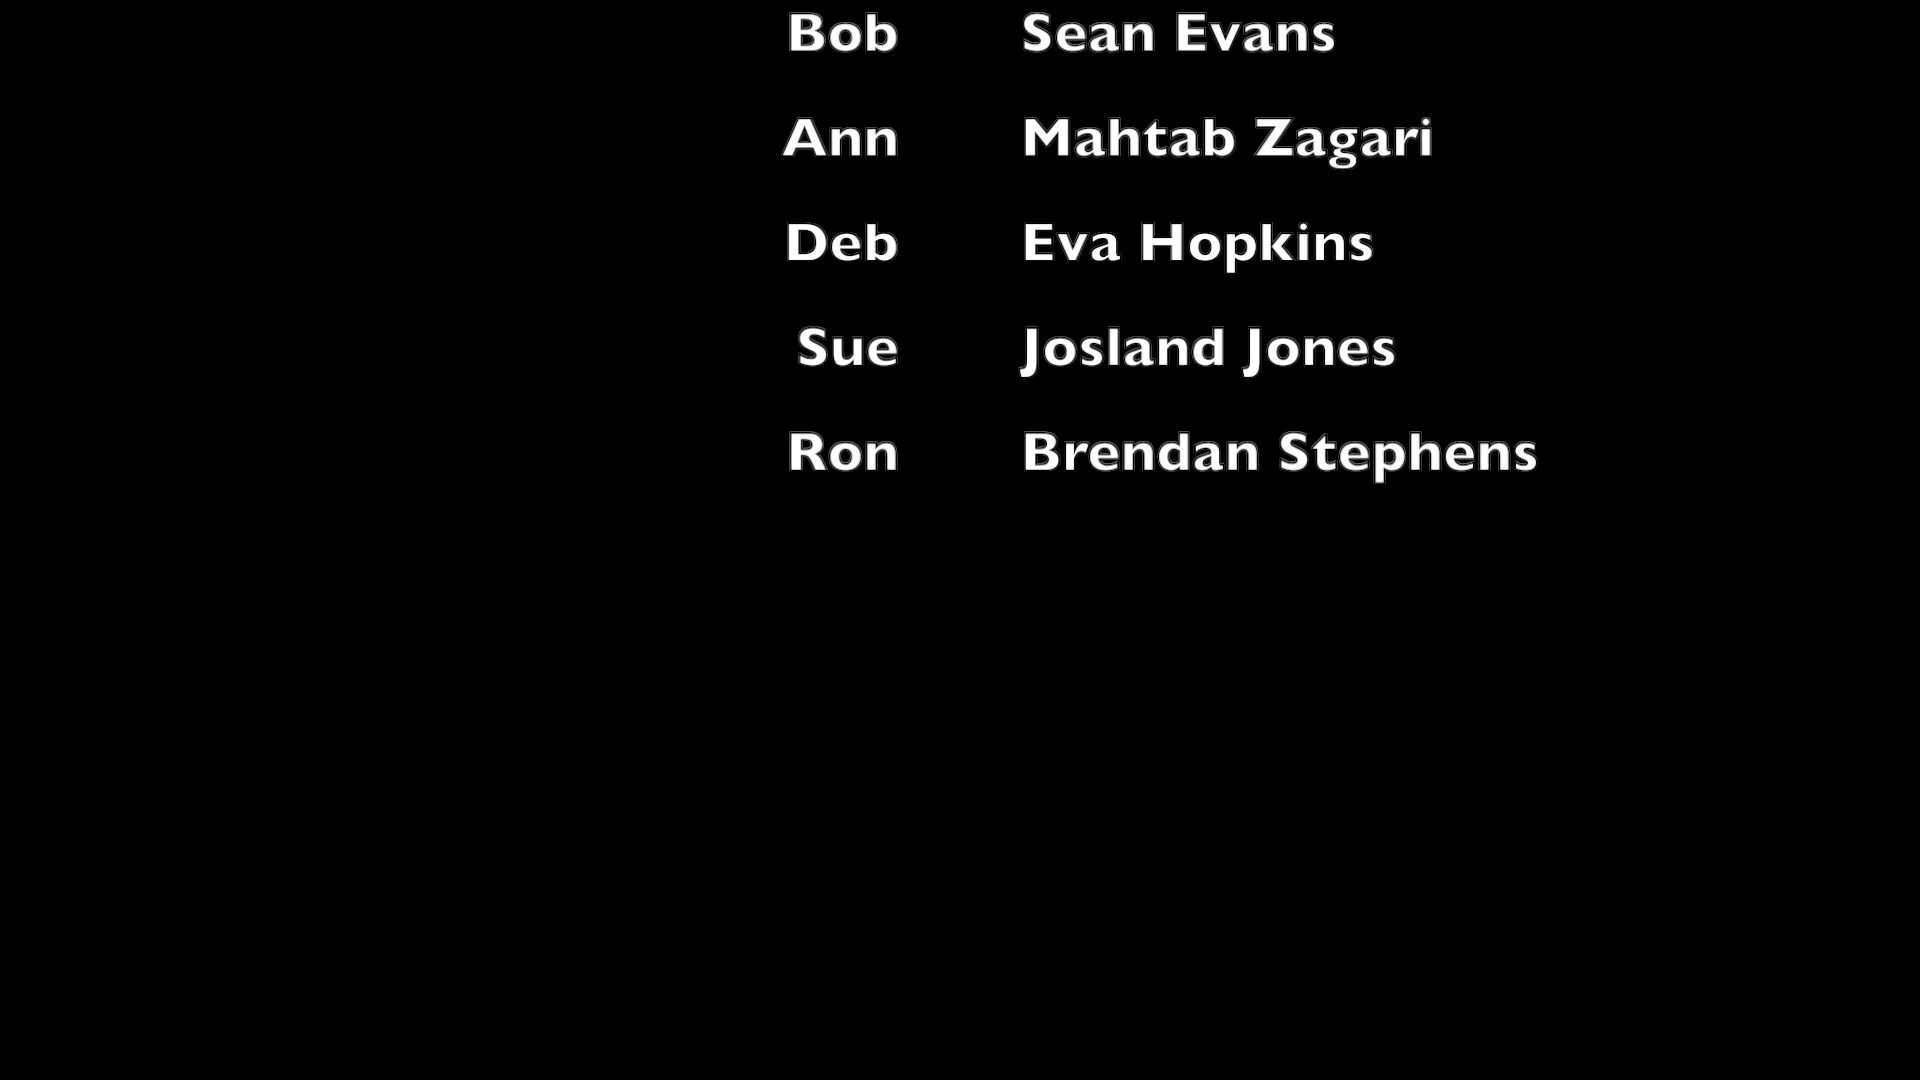 Bob Sean Evans
Ann Mahtab Zagari
Deb Eva Hopkins
Sue Josland Jones
Ron Brendan Stephens